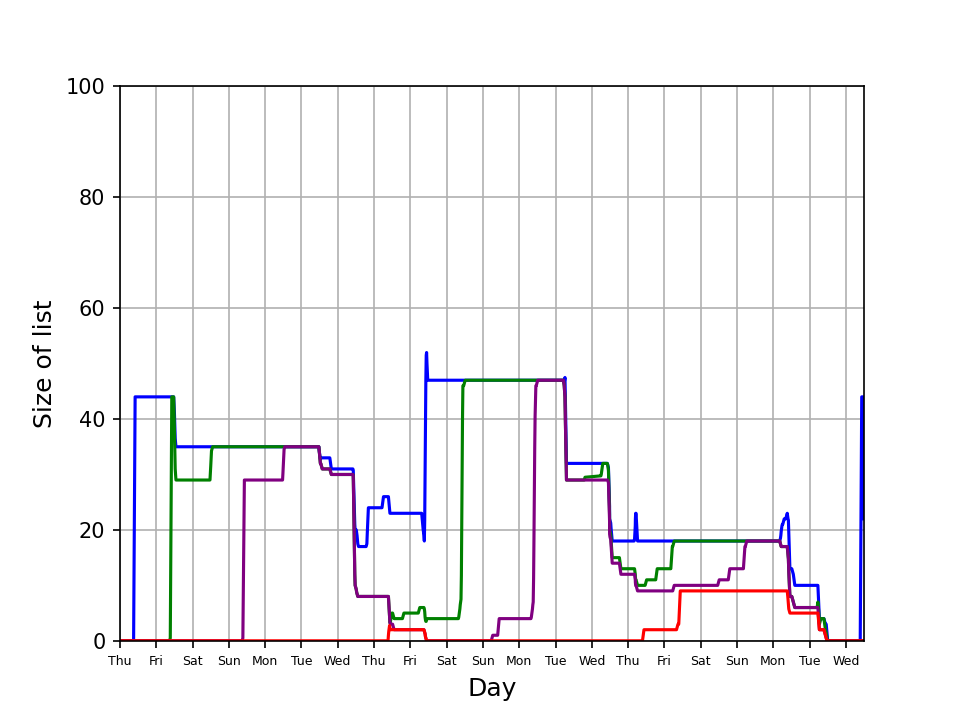 100
80
60
40
20
0
Size of list
Thu Fri Sat Sun Mon Tue Wed Thu Fri Sat Sun Mon Tue Wed Thu Fri Sat Sun Mon Tue Wed
Day